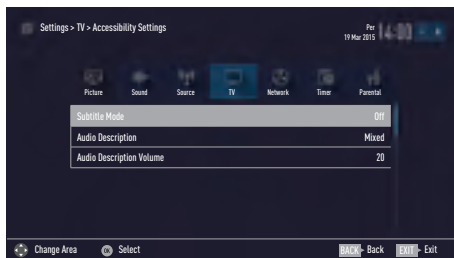 Settings > TV > Accessibility Settings
Per
19 Mar 2015
14:00
Picture Sound Source TV Network Timer Parental
Subtitle Mode Off
Audio Description Mixed
Audio Description Volume 20
Change Area OK Select BACK Back EXIT Exit